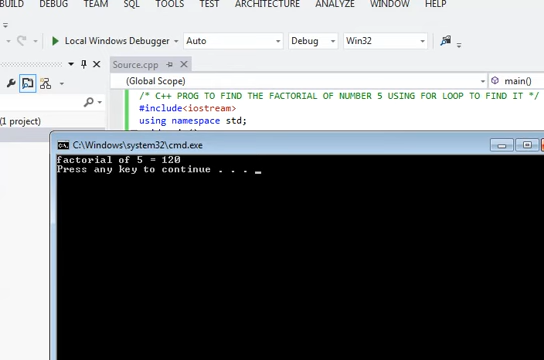 BUILD DEBUG TEAM SQL TOOLS TEST ARCHITECTURE ANALYZE WINDOW HELP
Local Windows Debugger Auto Debug Win32
Source.cpp
(Global Scope) main()
/* C++ PROG TO FIND THE FACTORIAL OF NUMBER 5 USING FOR LOOP TO FIND IT */
#include<iostream>
using namespace std;
1 project)
C:\Windows\system32\cmd.exe
factorial of 5 = 120
Press any key to continue . . . _